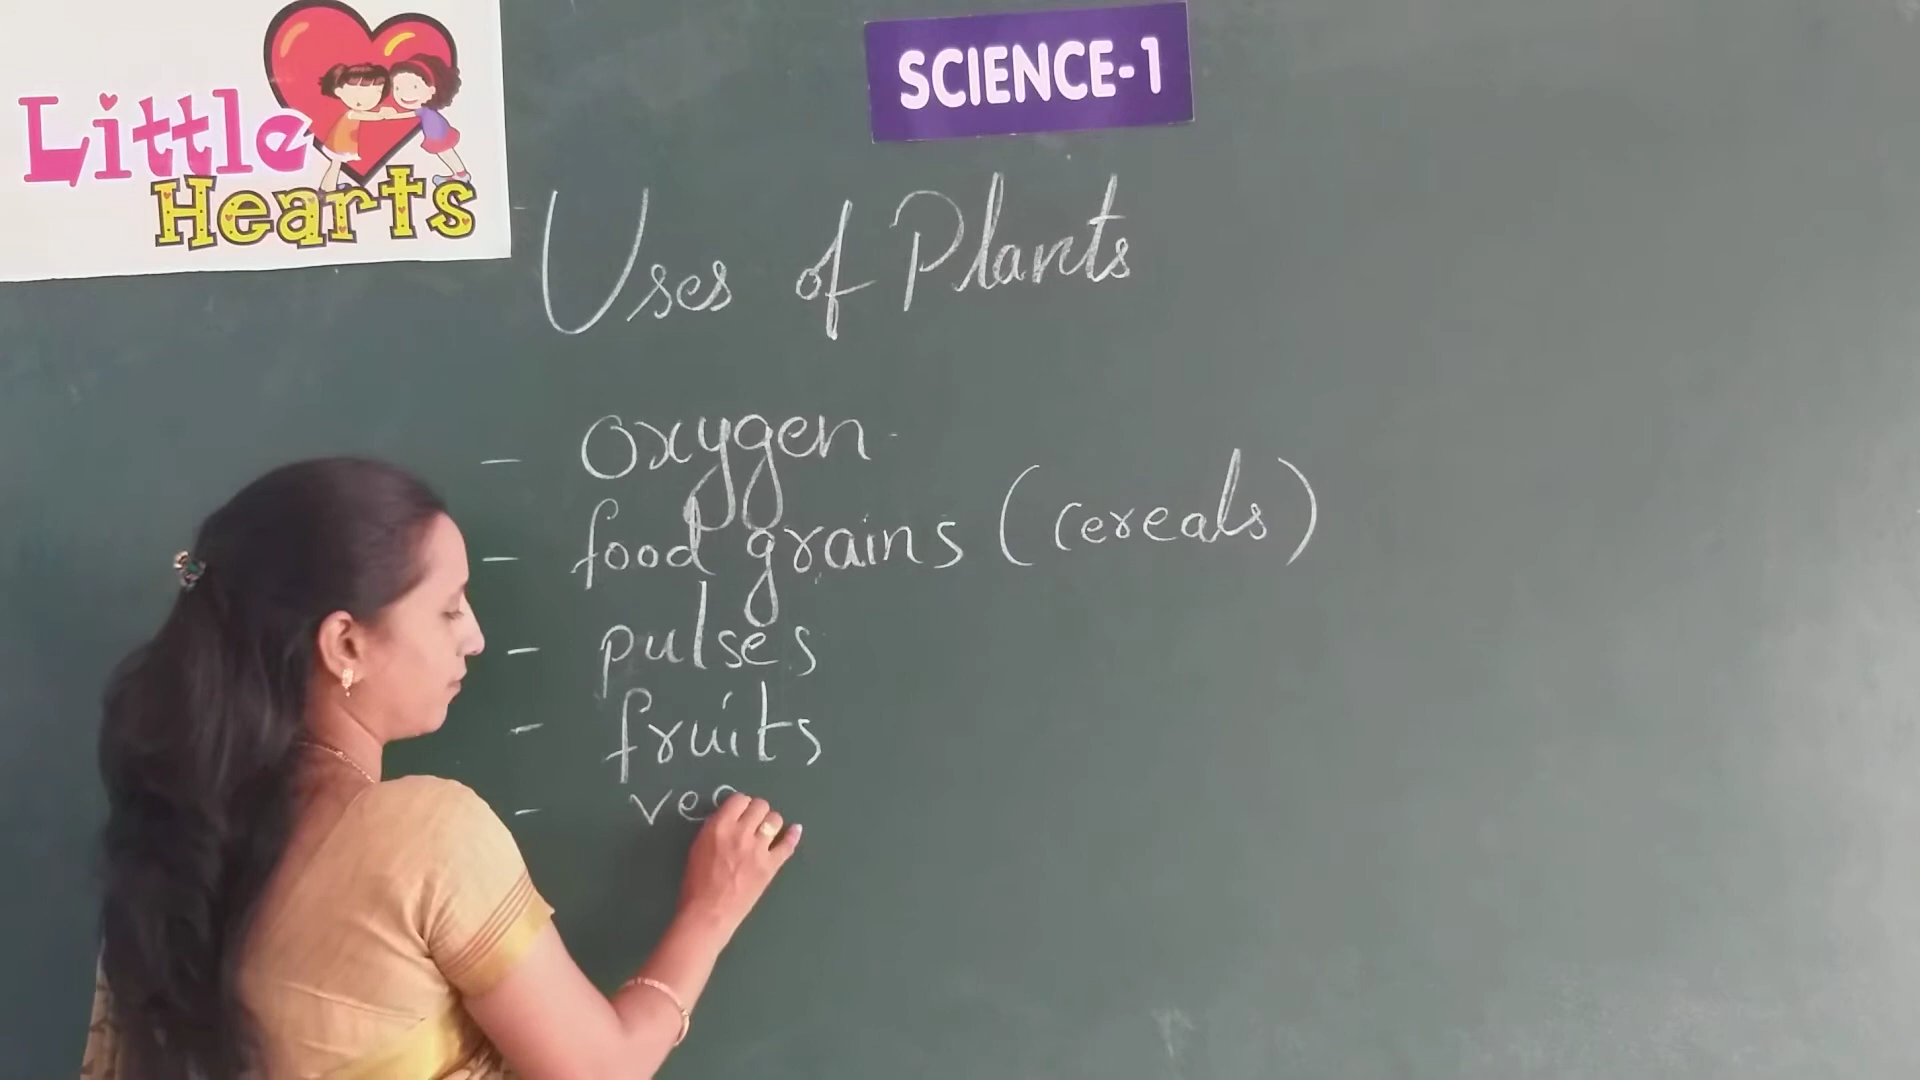 Little
Hearts
SCIENCE-1
Uses of Plants
- Oxygen
- food grains (cereals)
- pulses
- fruits
- veg